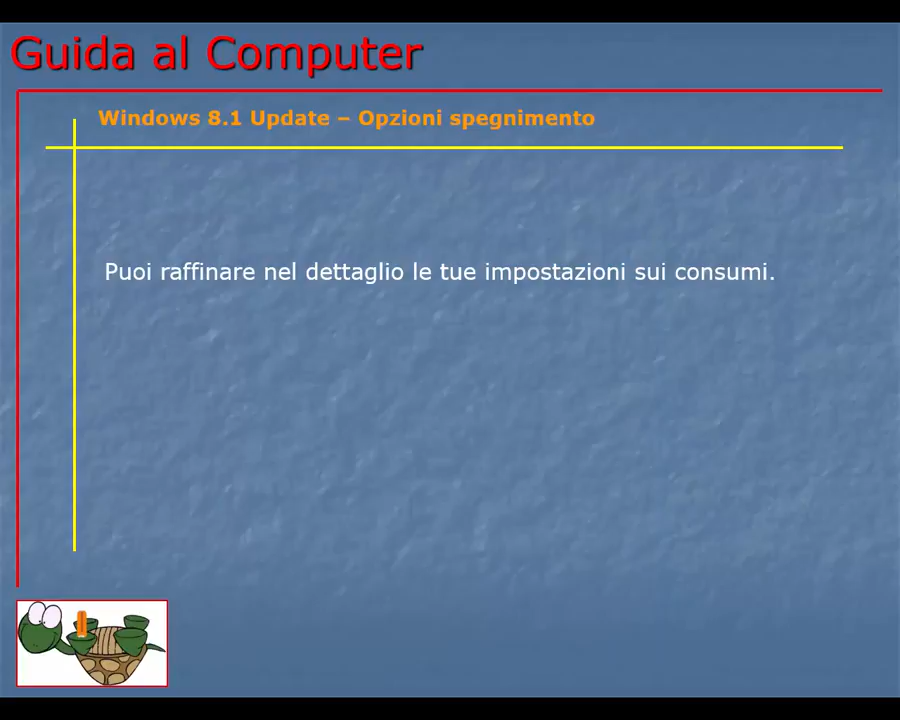 Guida al Computer
Windows 8.1 Update – Opzioni spegnimento
Puoi raffinare nel dettaglio le tue impostazioni sui consumi.